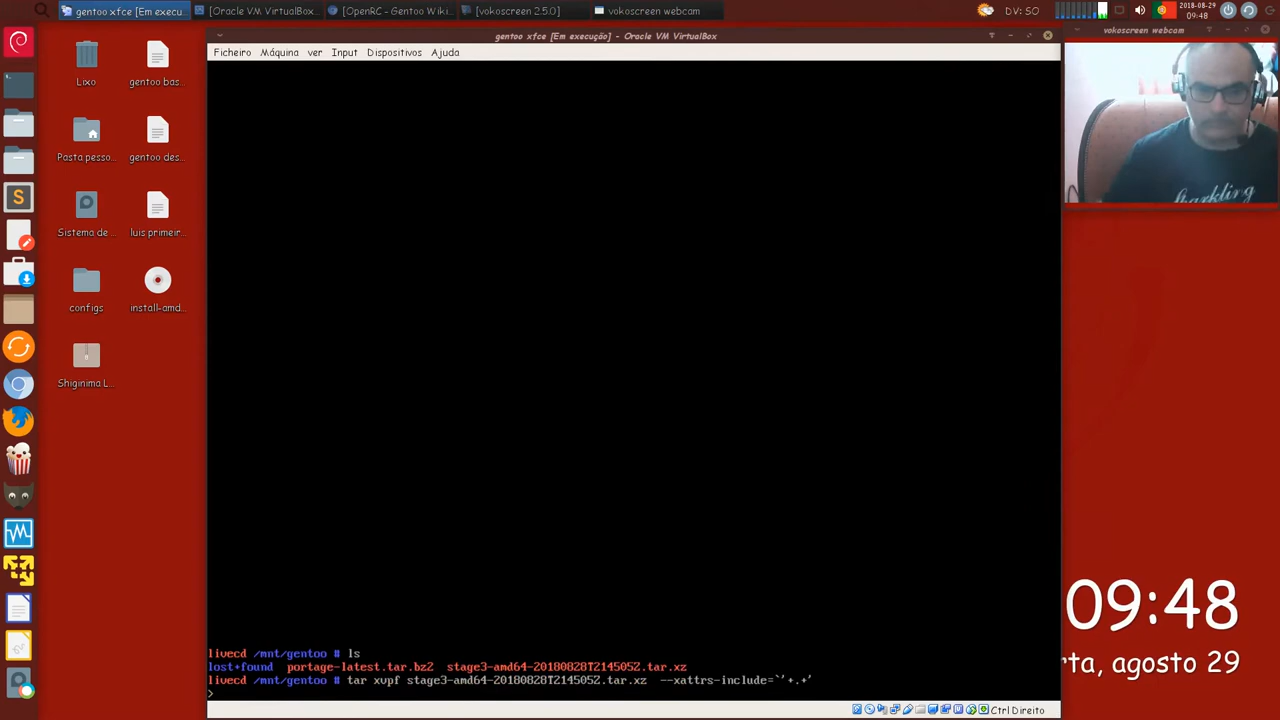 gentoo xfce [Em execu
[Oracle VM VirtualBox
[OpenRC - Gentoo Wiki
[vokoscreen 2.5.0]
vokoscreen webcam
DV: SO
2018-08-29
09:48
gentoo xfce [Em execução] - Oracle VM VirtualBox
vokoscreen webcam
Ficheiro Máquina ver Input Dispositivos Ajuda
Lixo
gentoo bas...
Pasta pesso...
gentoo des...
Sistema de ...
luis primeir...
configs
install-amd...
Shiginima L...
Sparkling
livecd /mnt/gentoo # ls
lost+found portage-latest.tar.bz2 stage3-amd64-20180828T214505Z.tar.xz
livecd /mnt/gentoo # tar xvpf stage3-amd64-20180828T214505Z.tar.xz --xattrs-include=`'+.+'
>
09:48
rta, agosto 29
Ctrl Direito